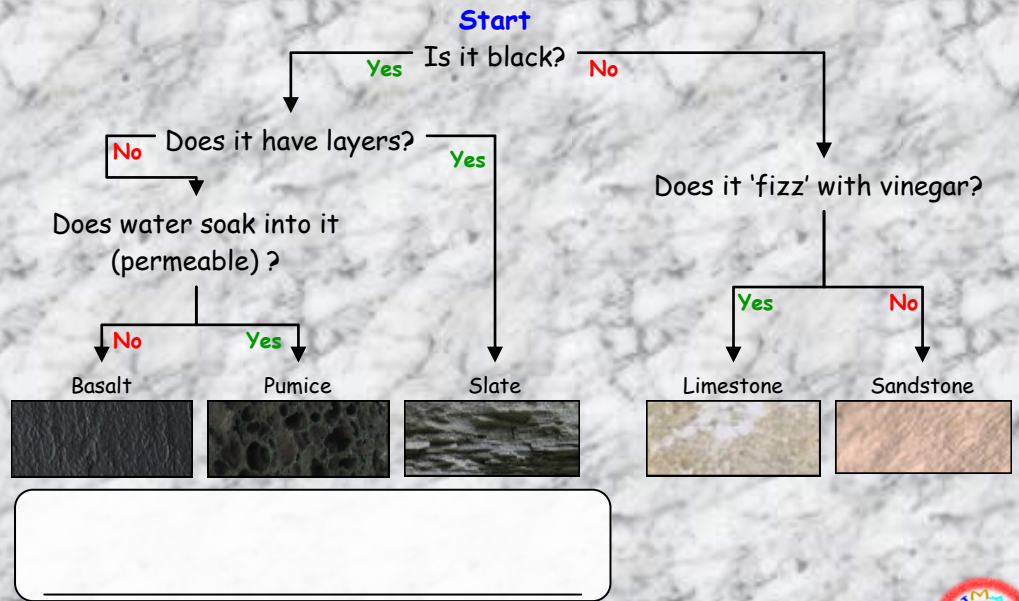 Start
Is it black?
Yes
No
Does it have layers?
No
Yes
Does it 'fizz' with vinegar?
Does water soak into it
(permeable) ?
Yes
No
No
Yes
Basalt
Pumice
Slate
Limestone
Sandstone